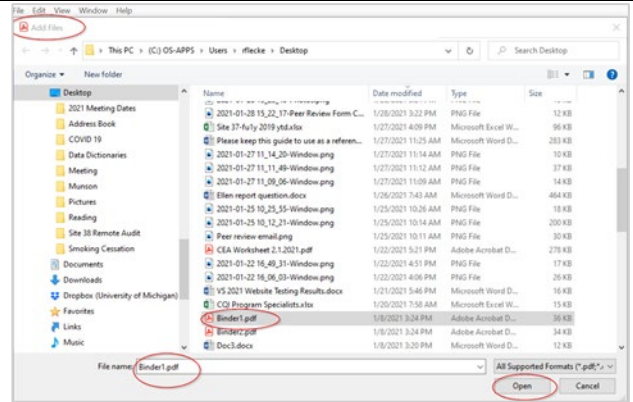 File Edit View Window Help
Add Files
This PC > (C:) OS-APPS > Users > rflecke > Desktop
Search Desktop
Organize New folder
Name Date modified Type Size
Desktop
2021 Meeting Dates
Address Book
COVID 19
Data Dictionaries
Meeting
Munson
Pictures
Reading
Site 38 Remote Audit
Smoking Cessation
Documents
Downloads
Dropbox (University of Michigan)
Favorites
Links
Music
2021-01-28 15_22_17-Peer Review Form C... 1/28/2021 3:22 PM PNG File 12 KB
Site 37-fu1y 2019 ytd.xlsx 1/27/2021 4:09 PM Microsoft Excel W... 96 KB
Please keep this guide to use as a referen... 1/27/2021 11:25 AM Microsoft Word D... 283 KB
2021-01-27 11_14_20-Window.png 1/27/2021 11:14 AM PNG File 10 KB
2021-01-27 11_11_49-Window.png 1/27/2021 11:12 AM PNG File 37 KB
2021-01-27 11_09_06-Window.png 1/27/2021 11:09 AM PNG File 14 KB
Ellen report question.docx 1/26/2021 7:43 AM Microsoft Word D... 464 KB
2021-01-25 10_25_55-Window.png 1/25/2021 10:26 AM PNG File 18 KB
2021-01-25 10_12_21-Window.png 1/25/2021 10:14 AM PNG File 200 KB
Peer review email.png 1/25/2021 10:11 AM PNG File 30 KB
CEA Worksheet 2.1.2021.pdf 1/22/2021 5:21 PM Adobe Acrobat D... 278 KB
2021-01-22 16_49_31-Window.png 1/22/2021 4:51 PM PNG File 17 KB
2021-01-22 16_06_03-Window.png 1/22/2021 4:06 PM PNG File 26 KB
VS 2021 Website Testing Results.docx 1/21/2021 5:46 PM Microsoft Word D... 16 KB
CQI Program Specialists.xlsx 1/20/2021 7:58 AM Microsoft Excel W... 15 KB
Binder1.pdf 1/8/2021 3:24 PM Adobe Acrobat D... 36 KB
Binder2.pdf 1/8/2021 3:24 PM Adobe Acrobat D... 34 KB
Doc3.docx 1/8/2021 3:20 PM Microsoft Word D... 12 KB
File name: Binder1.pdf
All Supported Formats (*.pdf;*.
Open Cancel